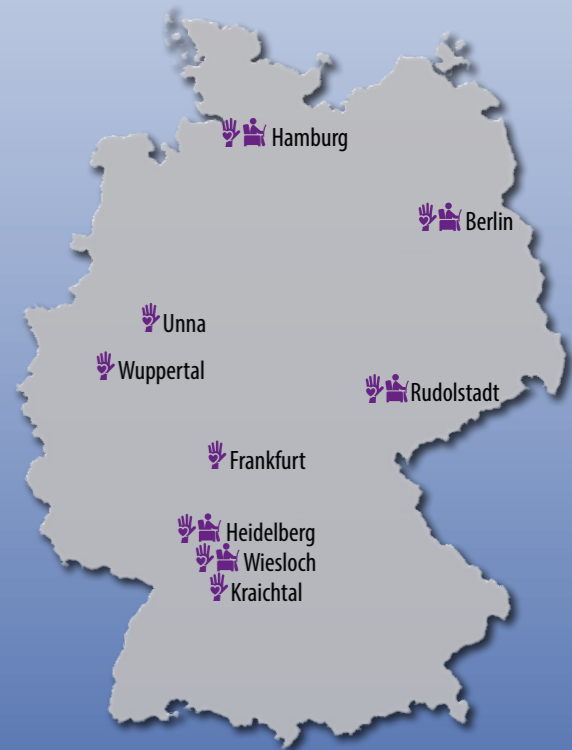 Hamburg
Berlin
Unna
Wuppertal
Rudolstadt
Frankfurt
Heidelberg
Wiesloch
Kraichtal